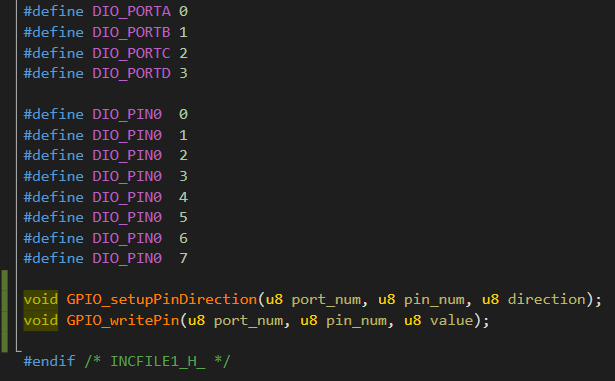 #define DIO_PORTA 0
#define DIO_PORTB 1
#define DIO_PORTC 2
#define DIO_PORTD 3
#define DIO_PIN0 0
#define DIO_PIN0 1
#define DIO_PIN0 2
#define DIO_PIN0 3
#define DIO_PIN0 4
#define DIO_PIN0 5
#define DIO_PIN0 6
#define DIO_PIN0 7
void GPIO_setupPinDirection(u8 port_num, u8 pin_num, u8 direction);
void GPIO_writePin(u8 port_num, u8 pin_num, u8 value);
#endif /* INCFILE1_H_ */